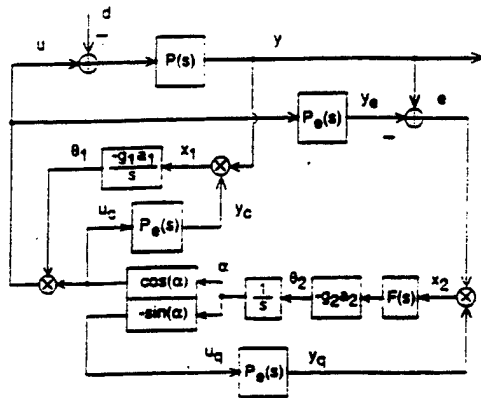 d
u − P(s) y
P_e(s) y_e − e
θ_1 -g_1a_1 x_1
s
u_c P_e(s) y_c
cos(α) α 1 θ_2 -g_2a_2 F(s) x_2
-sin(α) s
u_q P_e(s) y_q